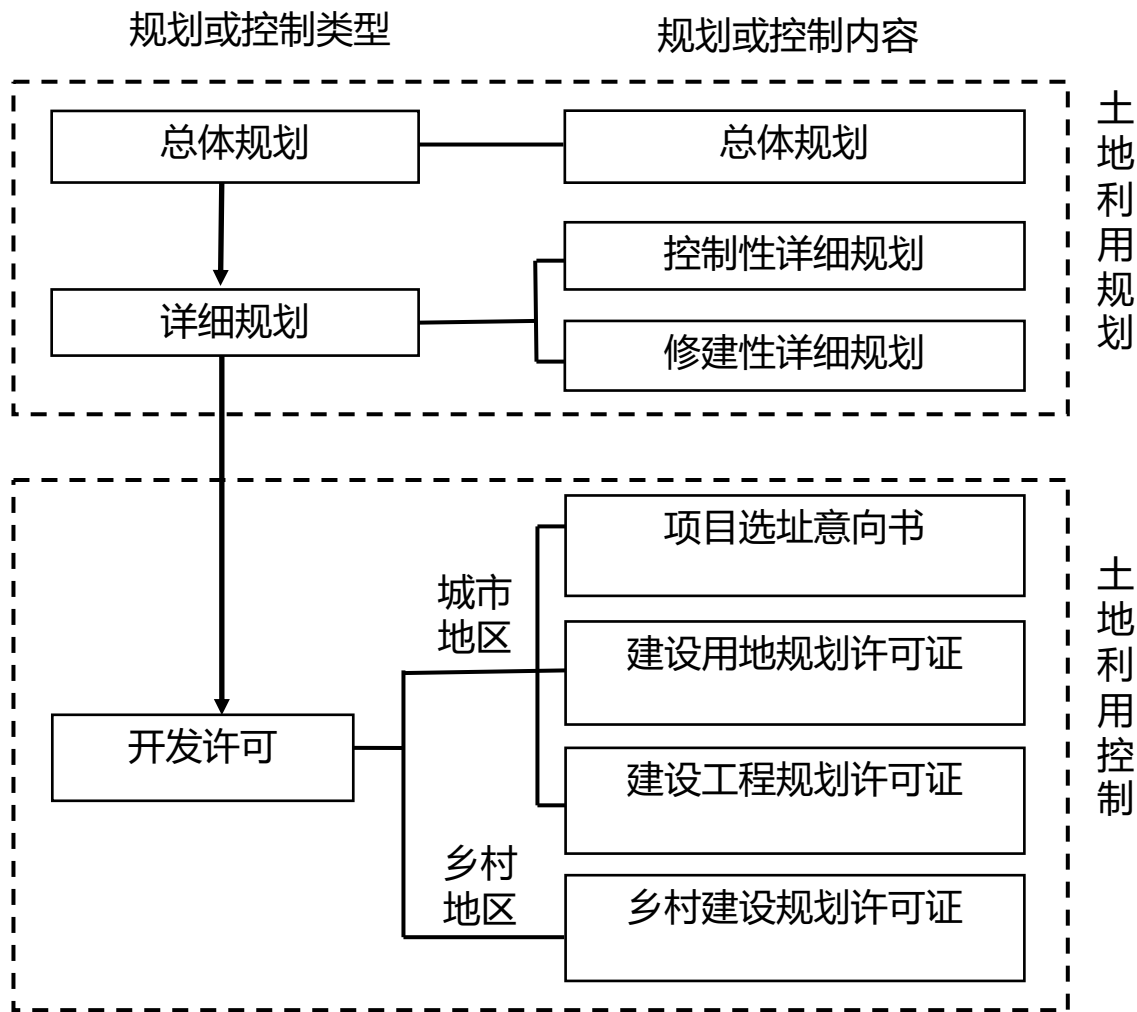 规划或控制类型
规划或控制内容
总体规划
总体规划
控制性详细规划
详细规划
修建性详细规划
土地利用规划
项目选址意向书
城市
地区
建设用地规划许可证
开发许可
建设工程规划许可证
乡村
地区
乡村建设规划许可证
土地利用控制